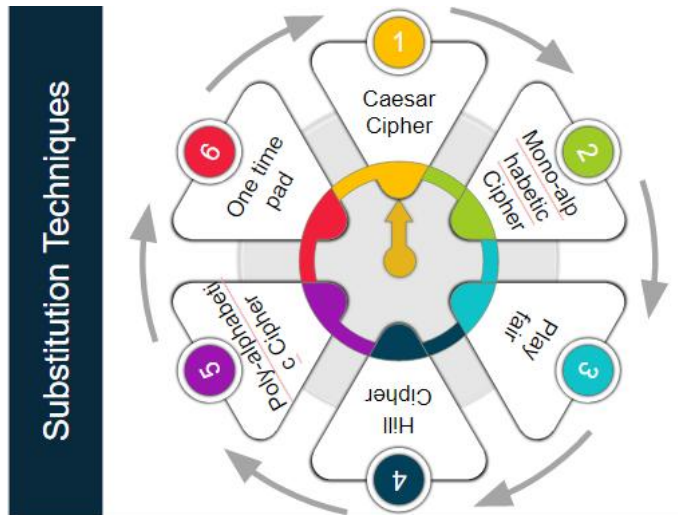 Substitution Techniques
1
Caesar
Cipher
2
Mono-alp
habetic
Cipher
3
Play
fair
4
Hill
Cipher
5
Poly-alphabeti
c Cipher
6
One time
pad